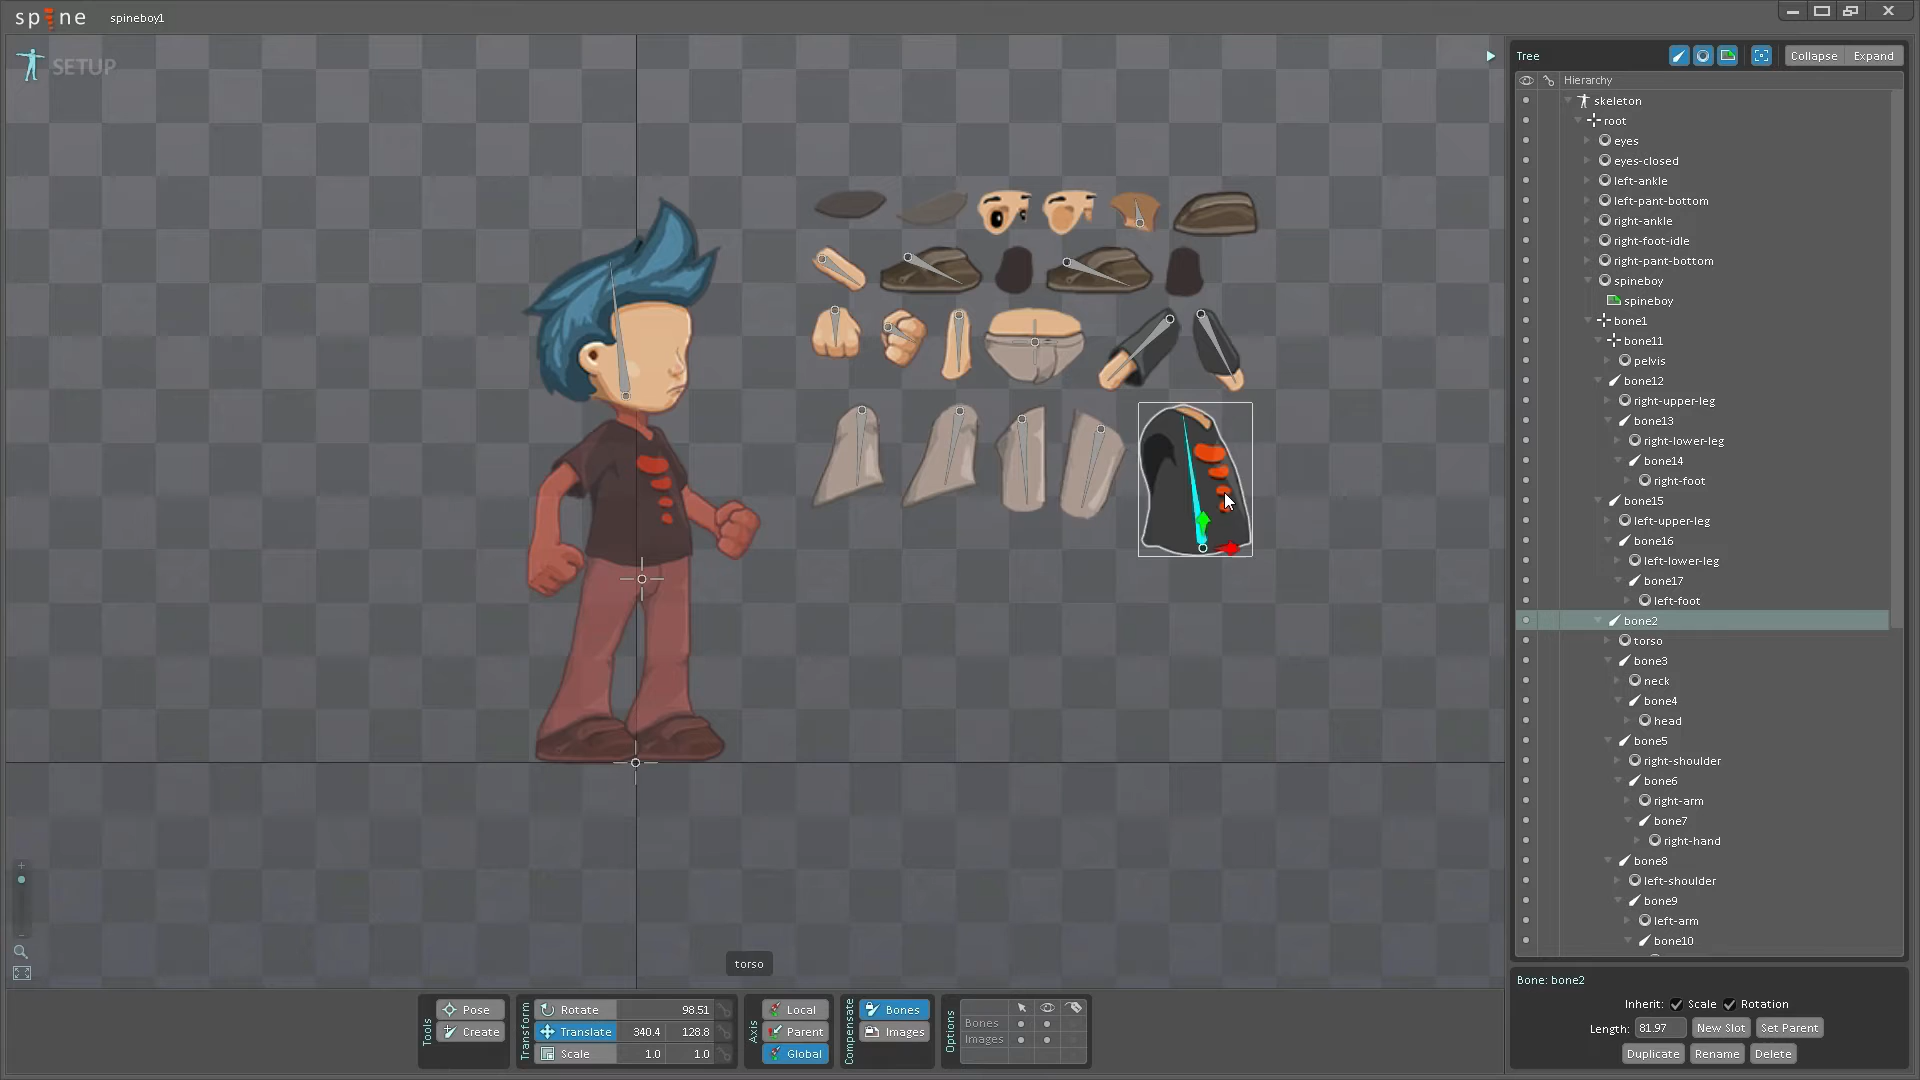 spine spineboy1
SETUP
Tree Collapse Expand
Hierarchy
skeleton
root
eyes
eyes-closed
left-ankle
left-pant-bottom
right-ankle
right-foot-idle
right-pant-bottom
spineboy
spineboy
bone1
bone11
pelvis
bone12
right-upper-leg
bone13
right-lower-leg
bone14
right-foot
bone15
left-upper-leg
bone16
left-lower-leg
bone17
left-foot
bone2
torso
bone3
neck
bone4
head
bone5
right-shoulder
bone6
right-arm
bone7
right-hand
bone8
left-shoulder
bone9
left-arm
bone10
torso
Tools
Pose
Create
Transform
Rotate 98.51
Translate 340.4 128.8
Scale 1.0 1.0
Axis
Local
Parent
Global
Compensate
Bones
Images
Options
Bones
Images
Bone: bone2
Inherit: Scale Rotation
Length: 81.97 New Slot Set Parent
Duplicate Rename Delete